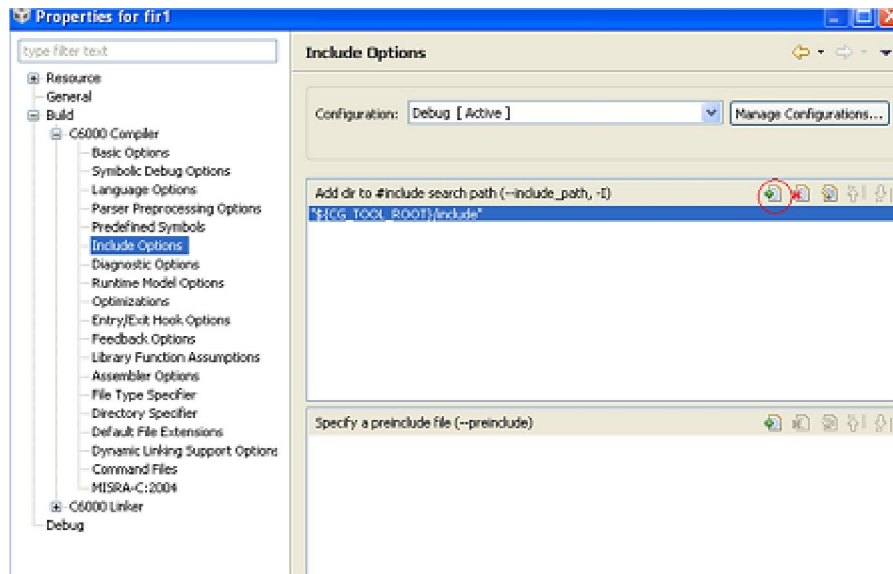 Properties for fir1
type filter text
Resource
General
Build
C6000 Compiler
Basic Options
Symbolic Debug Options
Language Options
Parser Preprocessing Options
Predefined Symbols
Include Options
Diagnostic Options
Runtime Model Options
Optimizations
Entry/Exit Hook Options
Feedback Options
Library Function Assumptions
Assembler Options
File Type Specifier
Directory Specifier
Default File Extensions
Dynamic Linking Support Options
Command Files
MISRA-C:2004
C6000 Linker
Debug
Include Options
Configuration: Debug [ Active ] Manage Configurations...
Add dir to #include search path (--include_path, -I)
"${CG_TOOL_ROOT}/include"
Specify a preinclude file (--preinclude)